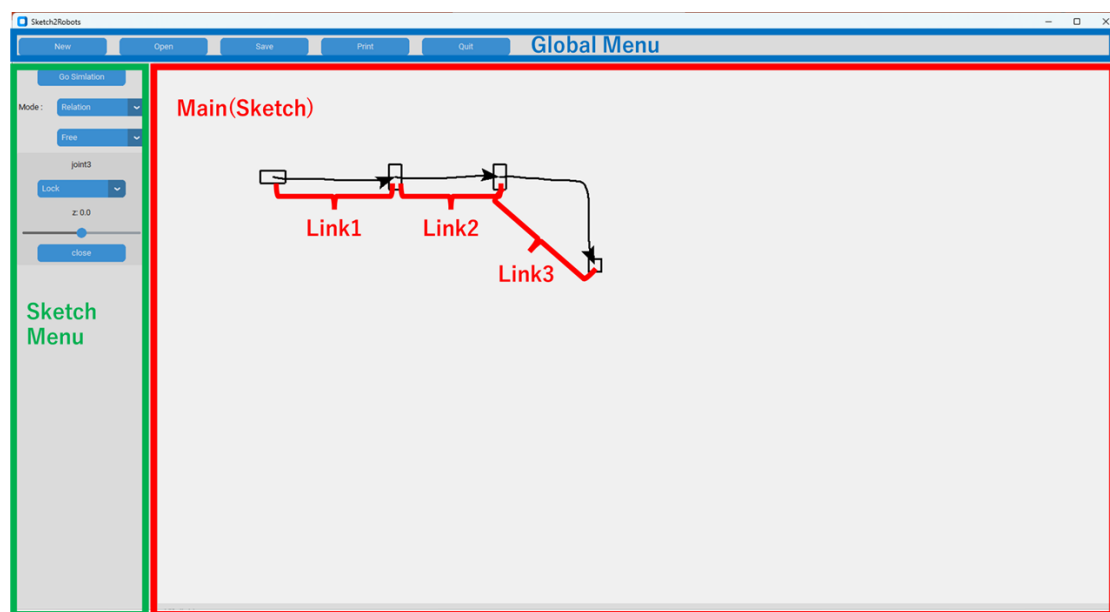 Sketch2Robots
New Open Save Print Quit Global Menu
Go Simlation
Mode : Relation
Free
joint3
Lock
z: 0.0
close
Sketch
Menu
Main(Sketch)
Link1 Link2
Link3